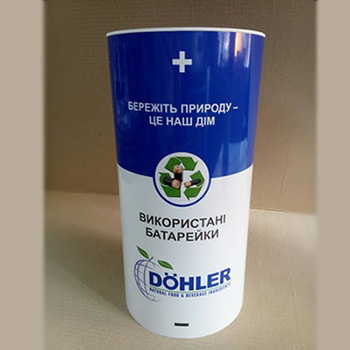 +
БЕРЕЖІТЬ ПРИРОДУ –
ЦЕ НАШ ДІМ
ВИКОРИСТАНІ
БАТАРЕЙКИ
DÖHLER
NATURAL FOOD & BEVERAGE INGREDIENTS
–